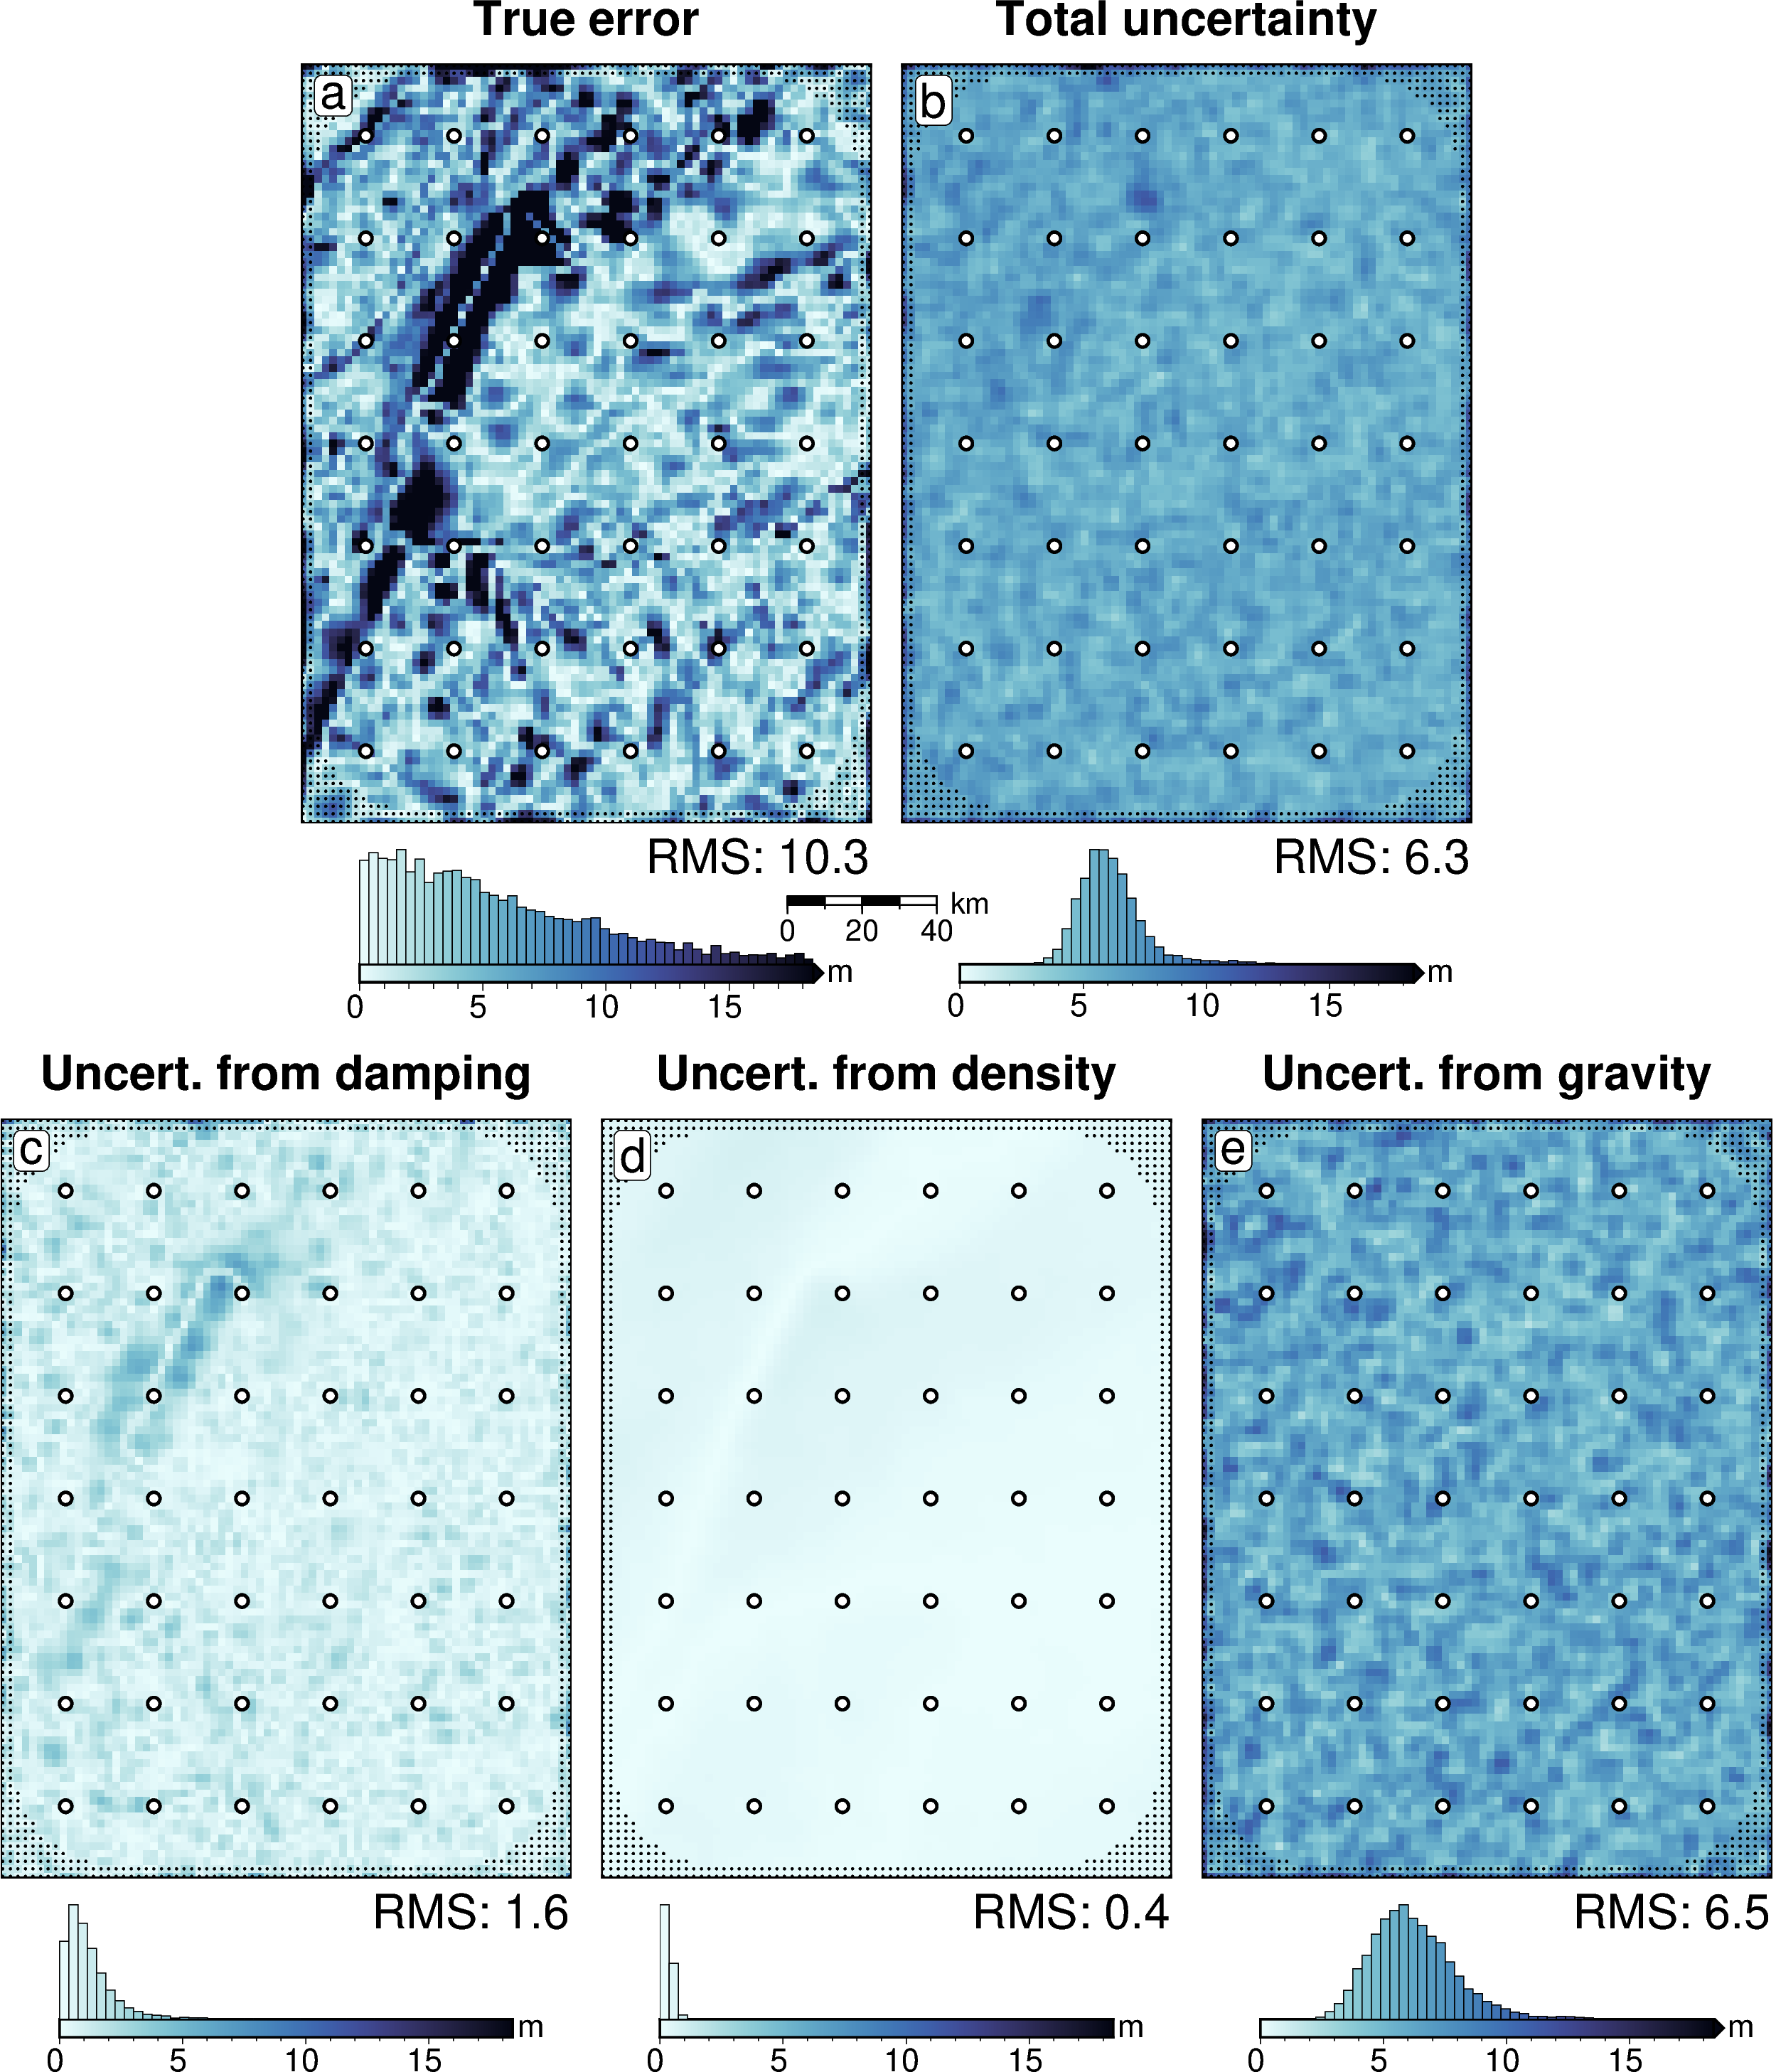 True error Total uncertainty
a b
RMS: 10.3 RMS: 6.3
km
0 20 40
m m
0 5 10 15 0 5 10 15
Uncert. from damping Uncert. from density Uncert. from gravity
c d e
RMS: 1.6 RMS: 0.4 RMS: 6.5
m m m
0 5 10 15 0 5 10 15 0 5 10 15